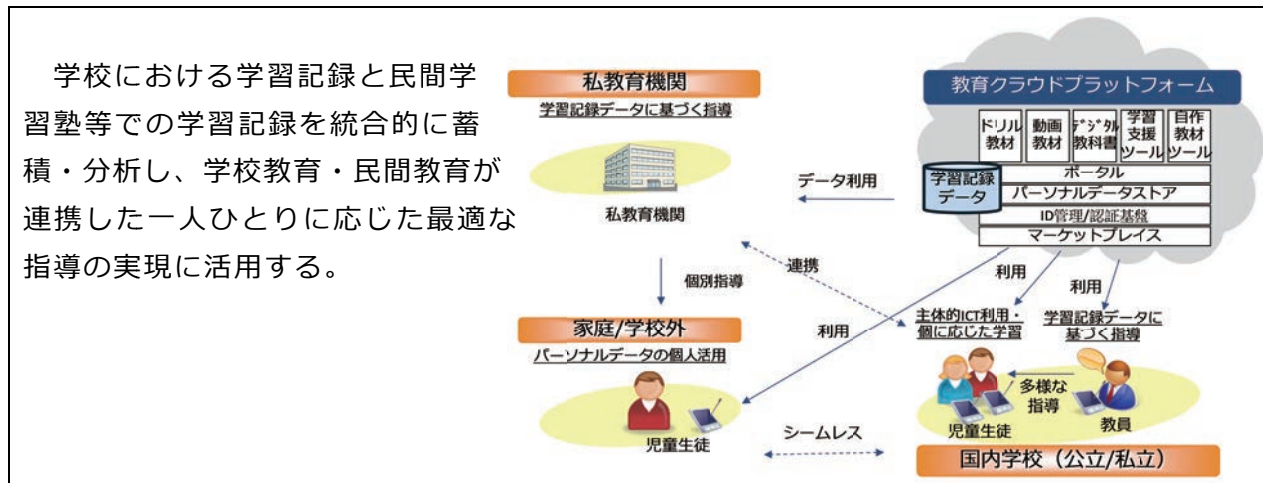 学校における学習記録と民間学
習塾等での学習記録を統合的に蓄
積・分析し、学校教育・民間教育が
連携した一人ひとりに応じた最適な
指導の実現に活用する。
私教育機関
学習記録データに基づく指導
私教育機関
個別指導
家庭/学校外
パーソナルデータの個人活用
児童生徒
データ利用
連携
利用
シームレス
教育クラウドプラットフォーム
ドリル
教材
動画
教材
デジタル
教科書
学習
支援
ツール
自作
教材
ツール
学習記録
データ
ポータル
パーソナルデータストア
ID管理/認証基盤
マーケットプレイス
利用
利用
主体的ICT利用・
個に応じた学習
学習記録データに
基づく指導
多様な
指導
児童生徒
教員
国内学校（公立/私立）